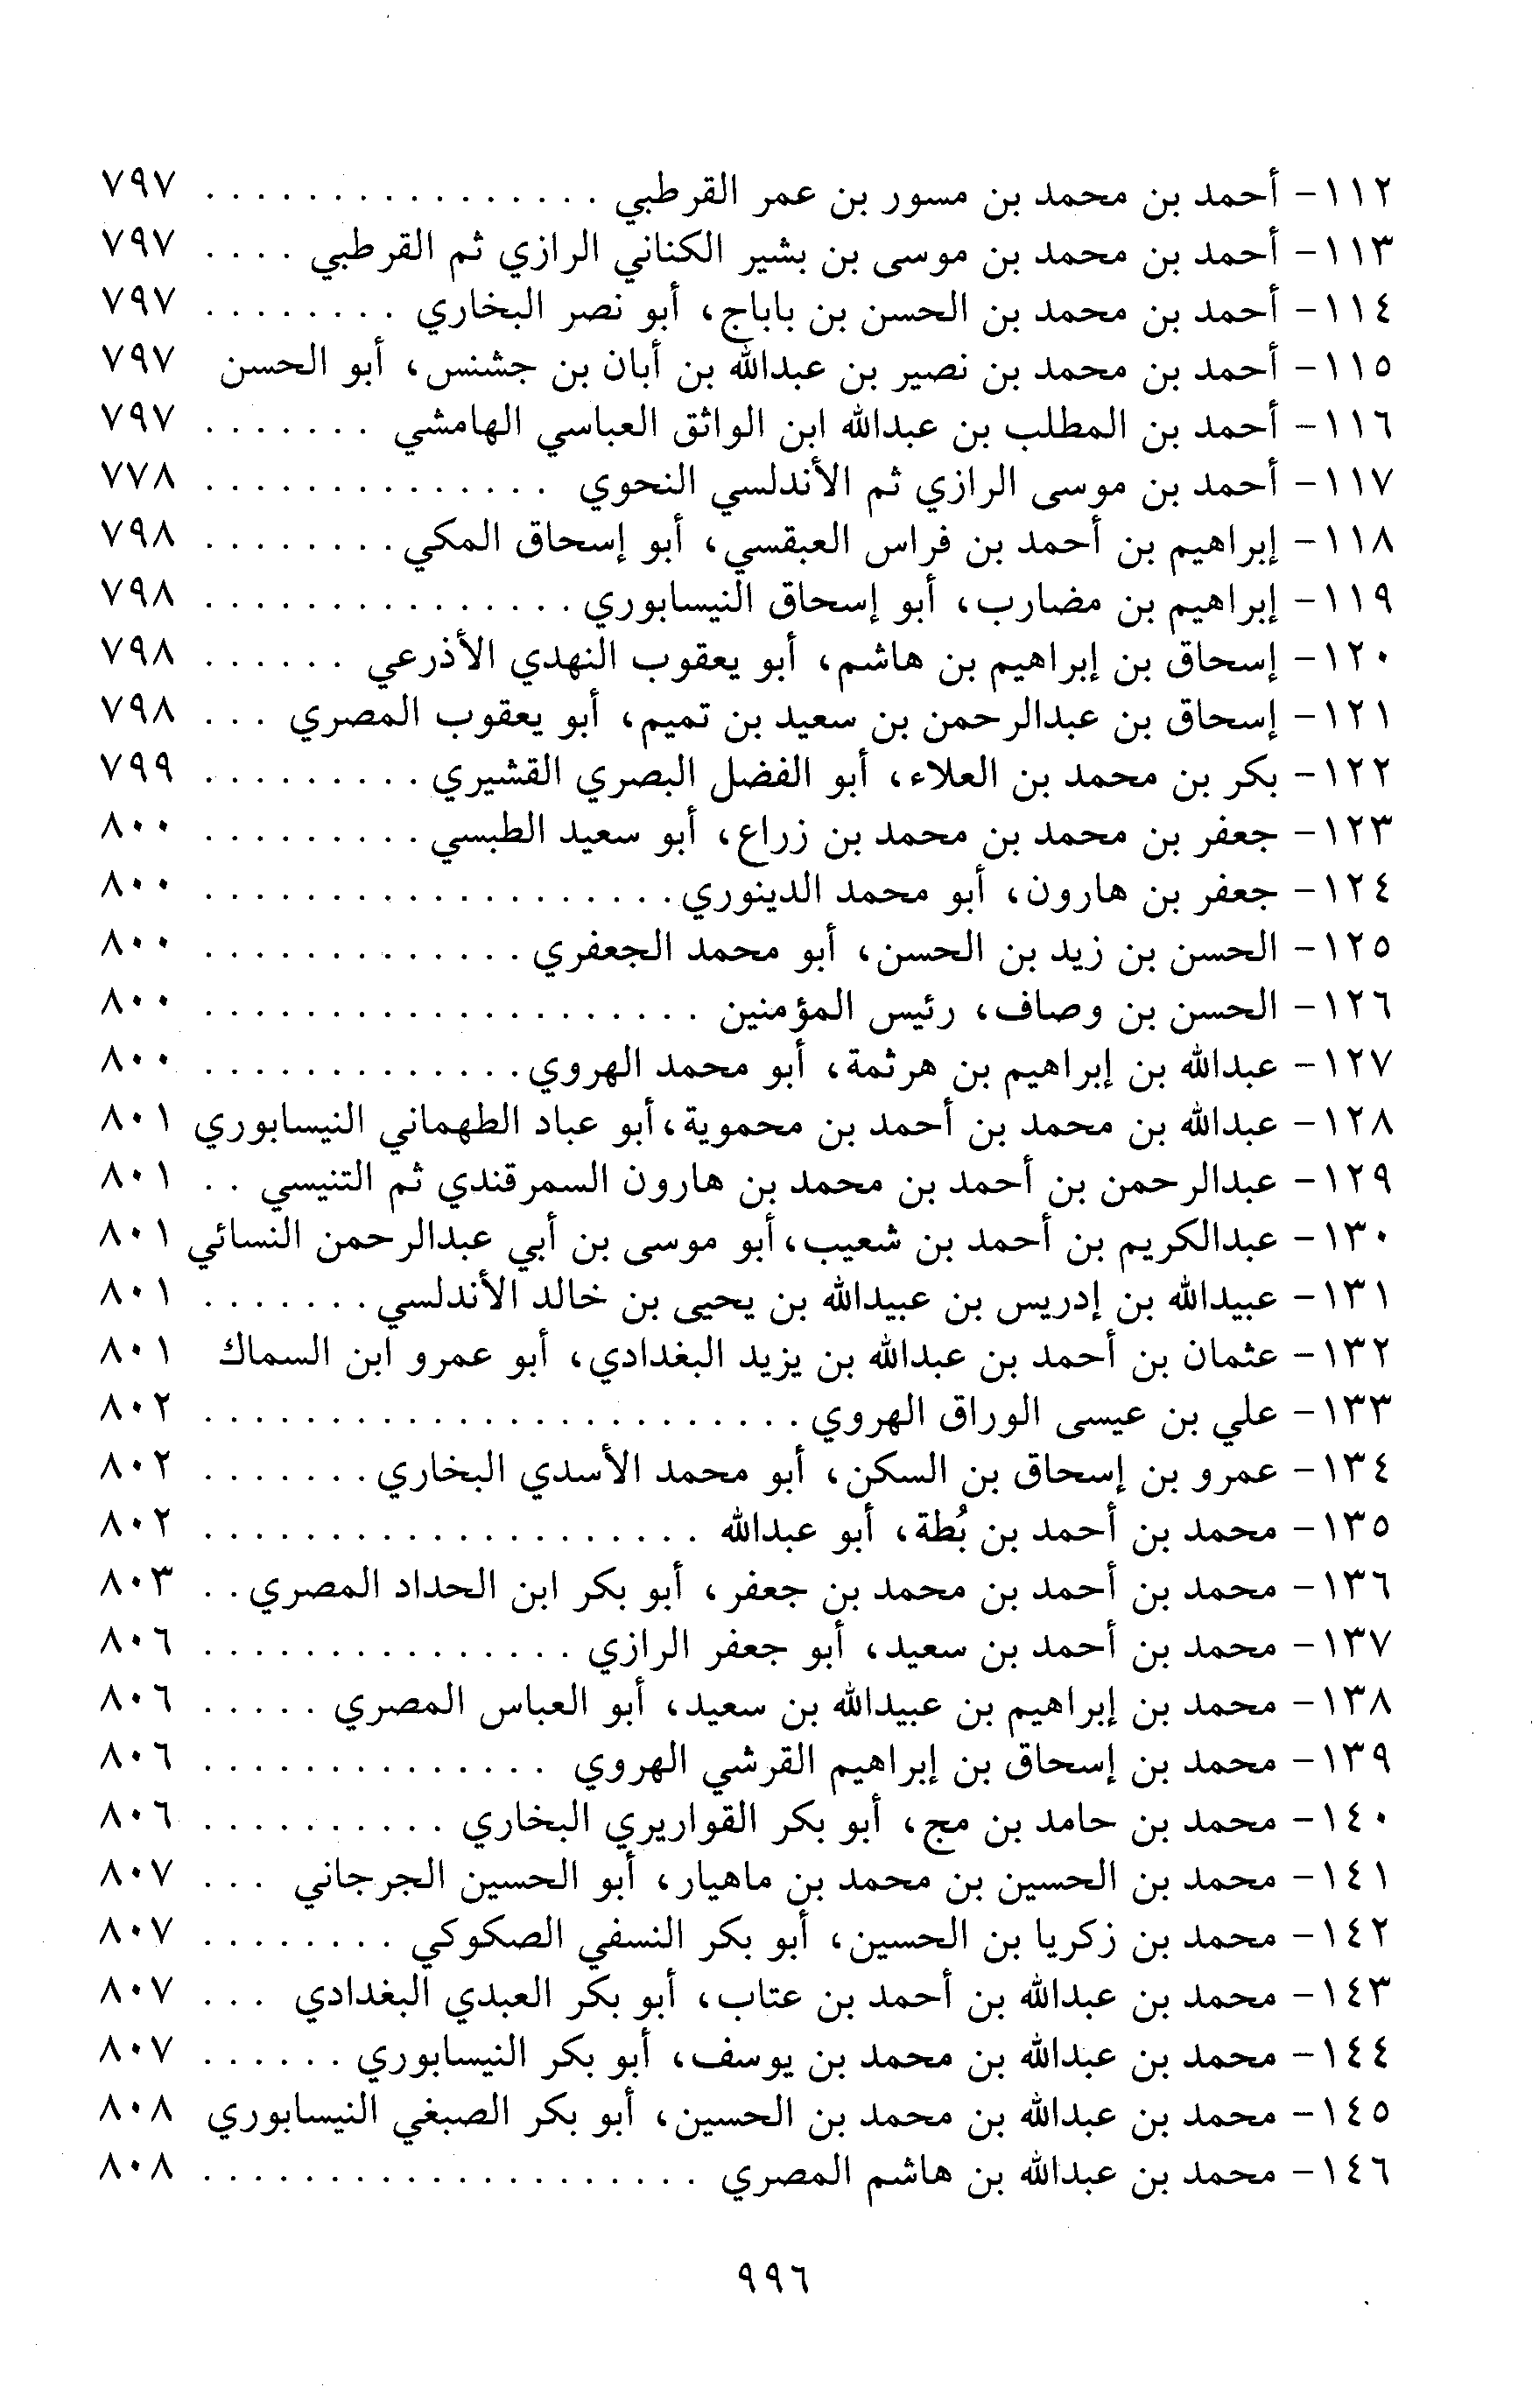 ١١٢- أحمد بن محمد بن مسور بن عمر القرطبي . . . . . . . . . . . . . . . . ٧٩٧
١١٣- أحمد بن محمد بن موسى بن بشير الكناني الرازي ثم القرطبي . . . . ٧٩٧
١١٤- أحمد بن محمد بن الحسن بن باباج، أبو نصر البخاري . . . . . . . . ٧٩٧
١١٥- أحمد بن محمد بن نصير بن عبدالله بن أبان بن جشنس، أبو الحسن ٧٩٧
١١٦- أحمد بن المطلب بن عبدالله ابن الواثق العباسي الهامشي . . . . . . . ٧٩٧
١١٧- أحمد بن موسى الرازي ثم الأندلسي النحوي . . . . . . . . . . . . . . ٧٧٨
١١٨- إبراهيم بن أحمد بن فراس العبقسي، أبو إسحاق المكي . . . . . . . . ٧٩٨
١١٩- إبراهيم بن مضارب، أبو إسحاق النيسابوري . . . . . . . . . . . . . . . ٧٩٨
١٢٠- إسحاق بن إبراهيم بن هاشم، أبو يعقوب النهدي الأذرعي . . . . . . ٧٩٨
١٢١- إسحاق بن عبدالرحمن بن سعيد بن تميم، أبو يعقوب المصري . . . ٧٩٨
١٢٢- بكر بن محمد بن العلاء، أبو الفضل البصري القشيري . . . . . . . . . ٧٩٩
١٢٣- جعفر بن محمد بن محمد بن زراع، أبو سعيد الطبسي . . . . . . . . . ٨٠٠
١٢٤- جعفر بن هارون، أبو محمد الدينوري . . . . . . . . . . . . . . . . . . . ٨٠٠
١٢٥- الحسن بن زيد بن الحسن، أبو محمد الجعفري . . . . . . . . . . . . . ٨٠٠
١٢٦- الحسن بن وصاف، رئيس المؤمنين . . . . . . . . . . . . . . . . . . . . ٨٠٠
١٢٧- عبدالله بن إبراهيم بن هرثمة، أبو محمد الهروي . . . . . . . . . . . . . ٨٠٠
١٢٨- عبدالله بن محمد بن أحمد بن محموية، أبو عباد الطهماني النيسابوري ٨٠١
١٢٩- عبدالرحمن بن أحمد بن محمد بن هارون السمرقندي ثم التنيسي . . ٨٠١
١٣٠- عبدالكريم بن أحمد بن شعيب، أبو موسى بن أبي عبدالرحمن النسائي ٨٠١
١٣١- عبيدالله بن إدريس بن عبيدالله بن يحيى بن خالد الأندلسي . . . . . . . ٨٠١
١٣٢- عثمان بن أحمد بن عبدالله بن يزيد البغدادي، أبو عمرو ابن السماك ٨٠١
١٣٣- علي بن عيسى الوراق الهروي . . . . . . . . . . . . . . . . . . . . . . . . ٨٠٢
١٣٤- عمرو بن إسحاق بن السكن، أبو محمد الأسدي البخاري . . . . . . . ٨٠٢
١٣٥- محمد بن أحمد بن بُطة، أبو عبدالله . . . . . . . . . . . . . . . . . . . . ٨٠٢
١٣٦- محمد بن أحمد بن محمد بن جعفر، أبو بكر ابن الحداد المصري . . ٨٠٣
١٣٧- محمد بن أحمد بن سعيد، أبو جعفر الرازي . . . . . . . . . . . . . . . ٨٠٦
١٣٨- محمد بن إبراهيم بن عبيدالله بن سعيد، أبو العباس المصري . . . . . ٨٠٦
١٣٩- محمد بن إسحاق بن إبراهيم القرشي الهروي . . . . . . . . . . . . . . ٨٠٦
١٤٠- محمد بن حامد بن مج، أبو بكر القواريري البخاري . . . . . . . . . . ٨٠٦
١٤١- محمد بن الحسين بن محمد بن ماهيار، أبو الحسين الجرجاني . . . ٨٠٧
١٤٢- محمد بن زكريا بن الحسين، أبو بكر النسفي الصكوكي . . . . . . . . ٨٠٧
١٤٣- محمد بن عبدالله بن أحمد بن عتاب، أبو بكر العبدي البغدادي . . . ٨٠٧
١٤٤- محمد بن عبدالله بن محمد بن يوسف، أبو بكر النيسابوري . . . . . . ٨٠٧
١٤٥- محمد بن عبدالله بن محمد بن الحسين، أبو بكر الصبغي النيسابوري ٨٠٨
١٤٦- محمد بن عبدالله بن هاشم المصري . . . . . . . . . . . . . . . . . . . . ٨٠٨
٩٩٦